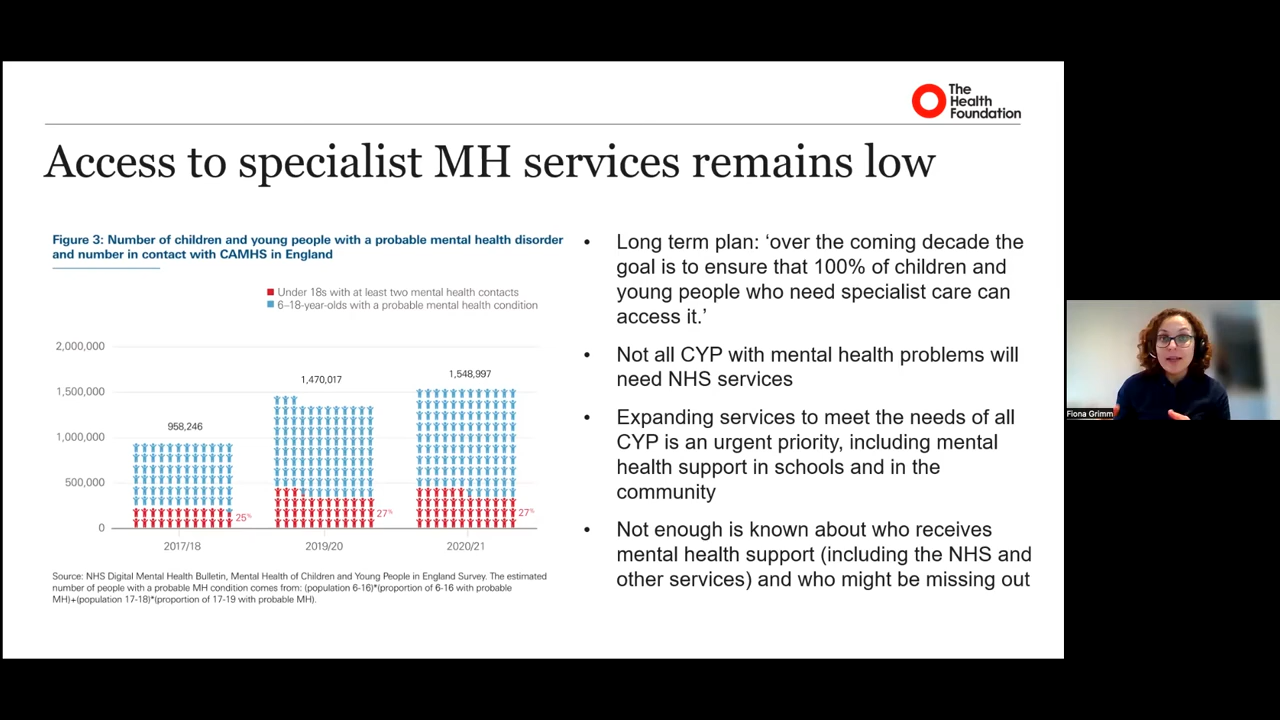 The
Health
Foundation
Access to specialist MH services remains low
Figure 3: Number of children and young people with a probable mental health disorder
and number in contact with CAMHS in England
Under 18s with at least two mental health contacts
6–18-year-olds with a probable mental health condition
2,000,000
1,500,000
1,000,000
500,000
0
958,246
1,470,017
1,548,997
25%
27%
27%
2017/18
2019/20
2020/21
Source: NHS Digital Mental Health Bulletin, Mental Health of Children and Young People in England Survey. The estimated
number of people with a probable MH condition comes from: (population 6-16)*(proportion of 6-16 with probable
MH)+(population 17-18)*(proportion of 17-19 with probable MH).
• Long term plan: ‘over the coming decade the
goal is to ensure that 100% of children and
young people who need specialist care can
access it.’
• Not all CYP with mental health problems will
need NHS services
• Expanding services to meet the needs of all
CYP is an urgent priority, including mental
health support in schools and in the
community
• Not enough is known about who receives
mental health support (including the NHS and
other services) and who might be missing out
Fiona Grimm